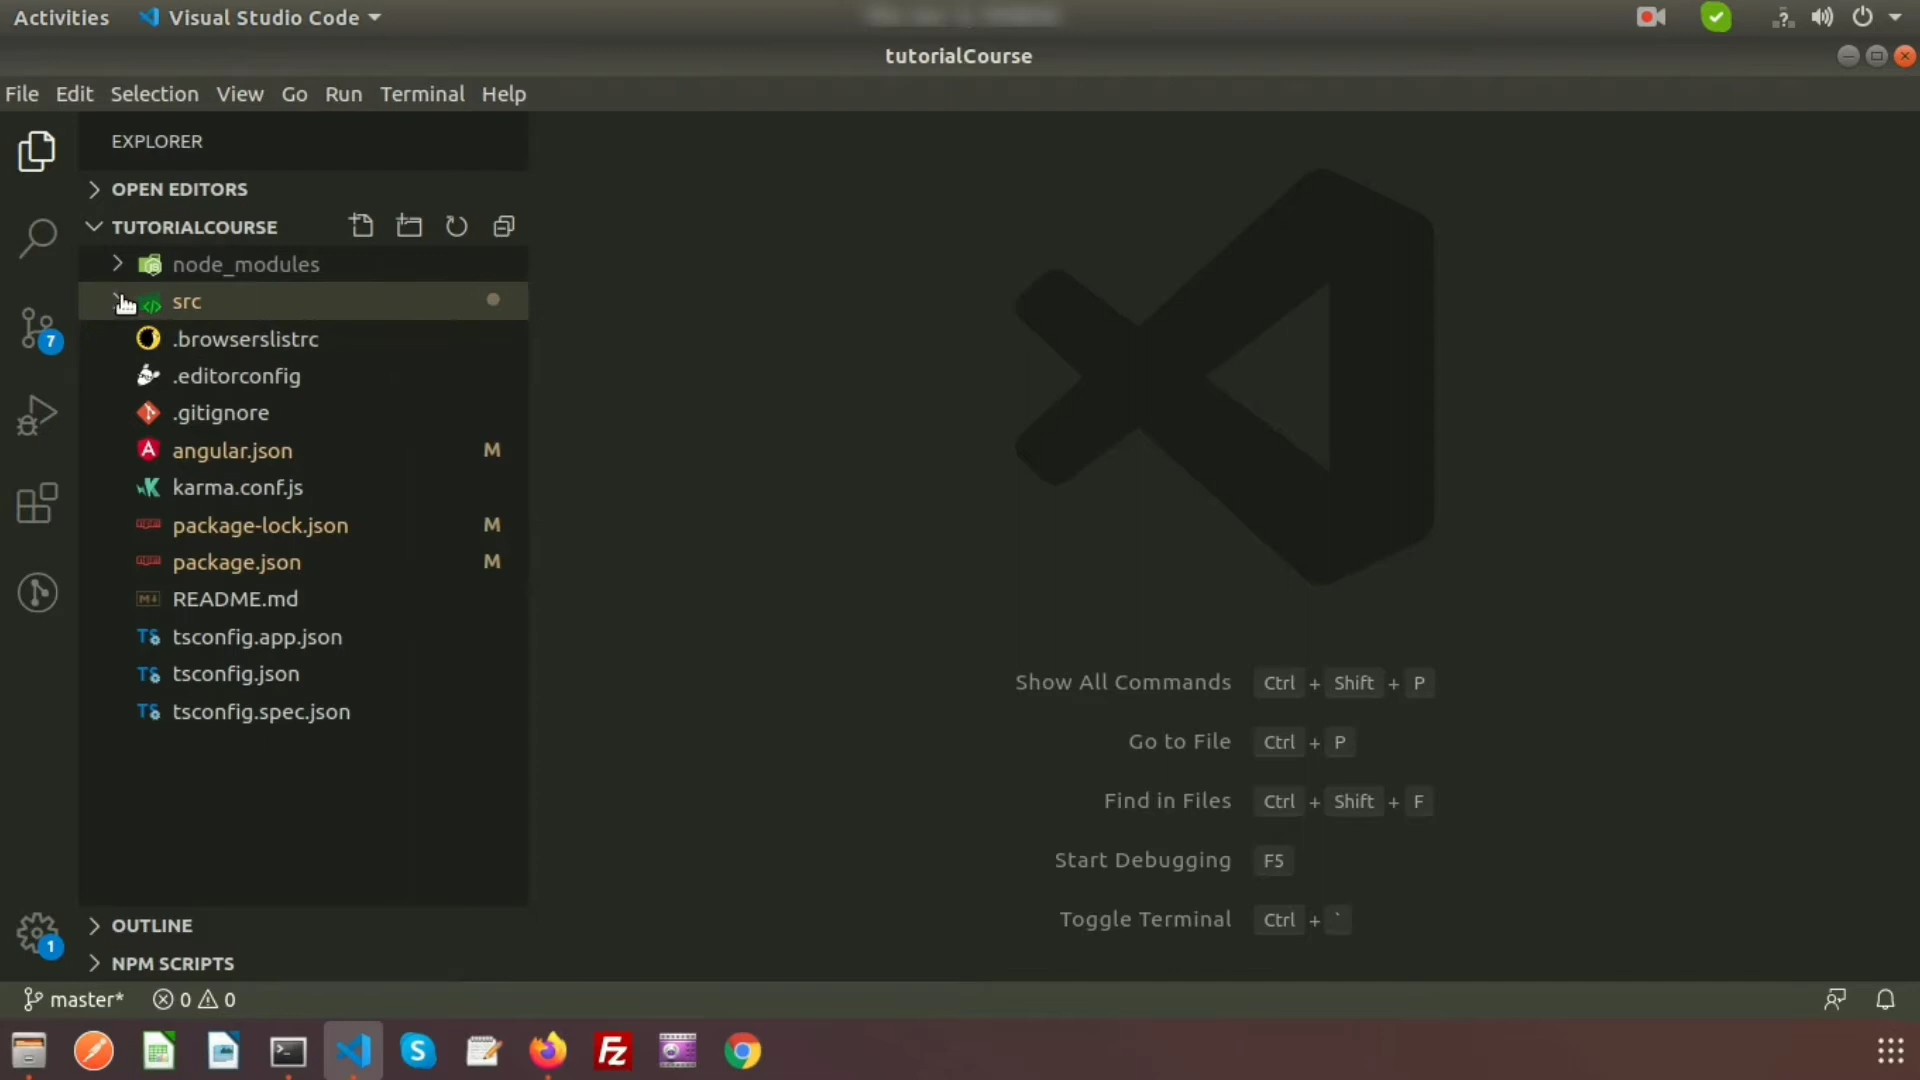 Activities Visual Studio Code
tutorialCourse
File Edit Selection View Go Run Terminal Help
EXPLORER
OPEN EDITORS
TUTORIALCOURSE
node_modules
src
.browserslistrc
.editorconfig
.gitignore
angular.json M
karma.conf.js
package-lock.json M
package.json M
README.md
tsconfig.app.json
tsconfig.json
tsconfig.spec.json
7
1
Show All Commands Ctrl + Shift + P
Go to File Ctrl + P
Find in Files Ctrl + Shift + F
Start Debugging F5
Toggle Terminal Ctrl + `
OUTLINE
NPM SCRIPTS
master* 0 0